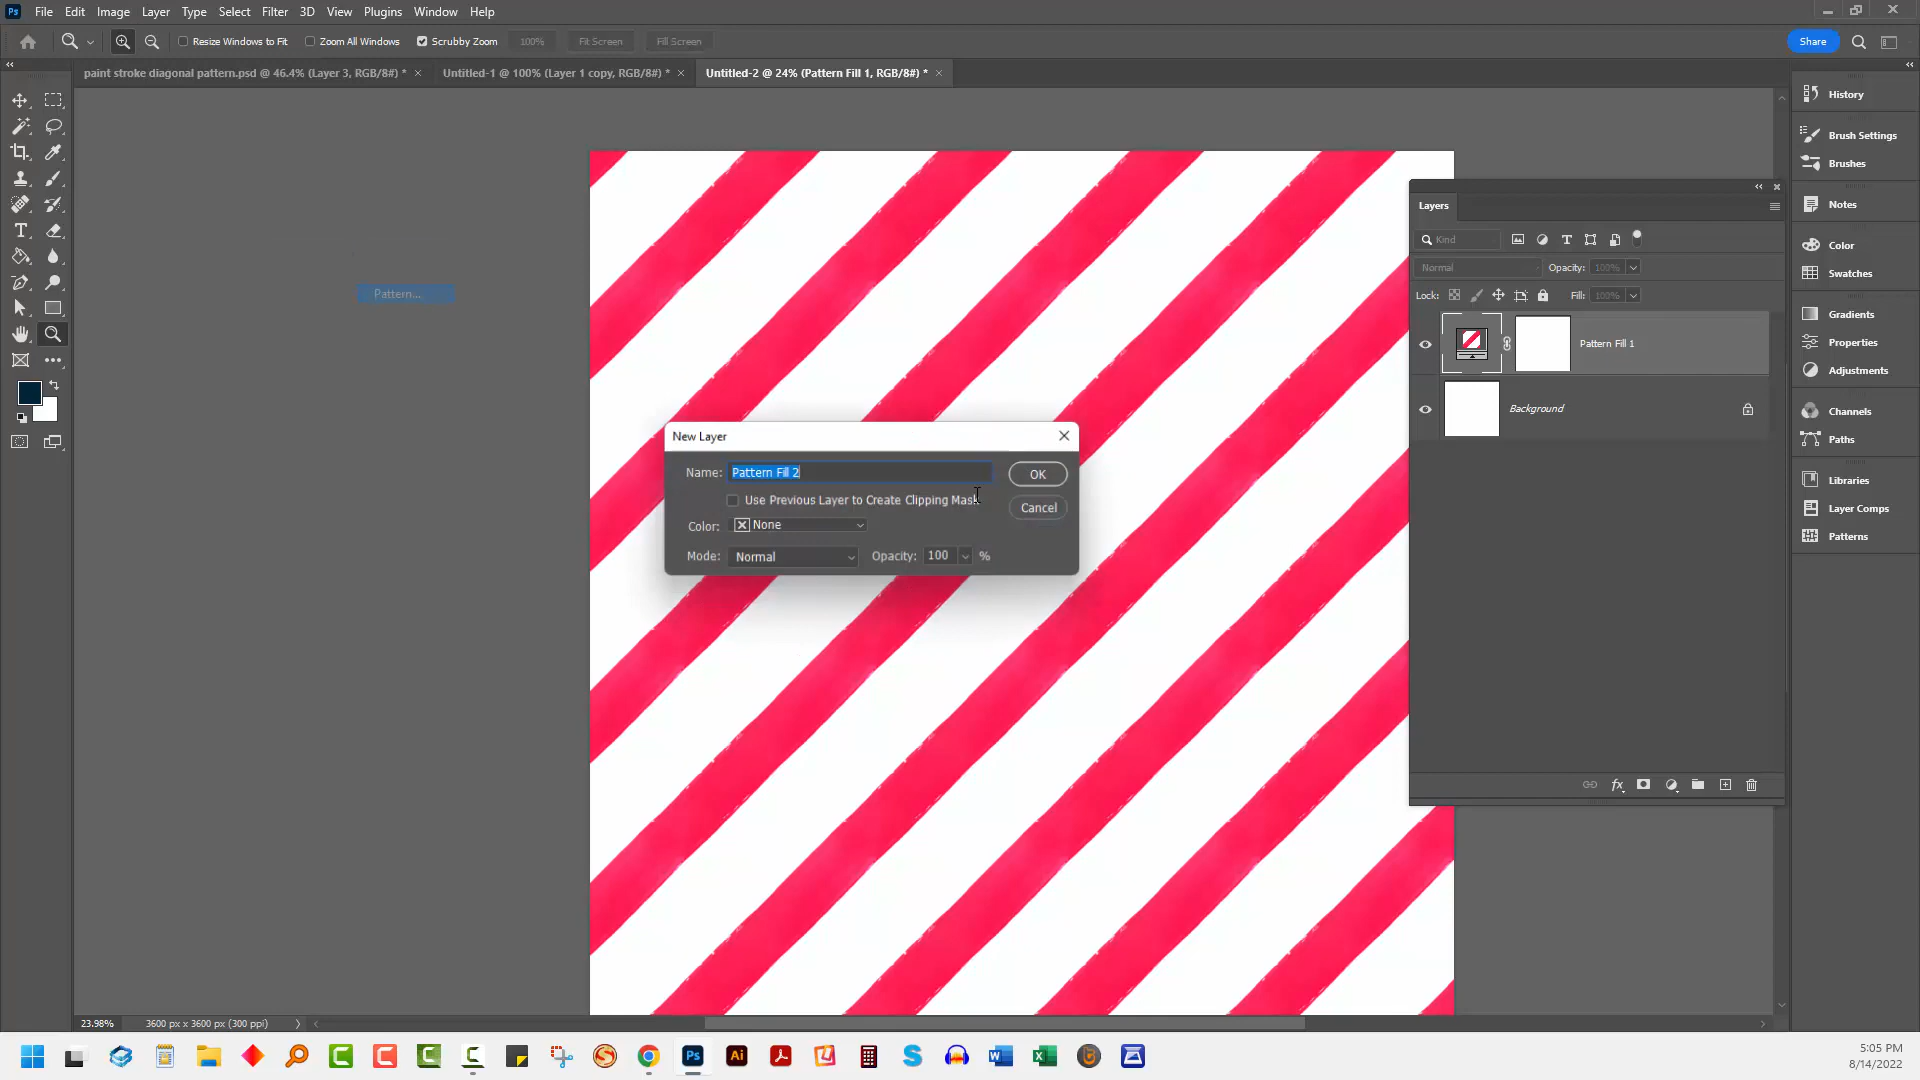 Ps File Edit Image Layer Type Select Filter 3D View Plugins Window Help
Resize Windows to Fit Zoom All Windows Scrubby Zoom 100% Fit Screen Fill Screen Share
paint stroke diagonal pattern.psd @ 46.4% (Layer 3, RGB/8#) * × Untitled-1 @ 100% (Layer 1 copy, RGB/8#) * × Untitled-2 @ 24% (Pattern Fill 1, RGB/8#) * ×
History
Brush Settings
Brushes
Notes
Color
Swatches
Gradients
Properties
Adjustments
Channels
Paths
Libraries
Layer Comps
Patterns
Layers
Kind
Normal Opacity: 100%
Lock: Fill: 100%
Pattern Fill 1
Background
Pattern...
New Layer
Name: Pattern Fill 2 OK
Use Previous Layer to Create Clipping Mask Cancel
Color: None
Mode: Normal Opacity: 100 %
23.98% 3600 px x 3600 px (300 ppi)
5:05 PM
8/14/2022